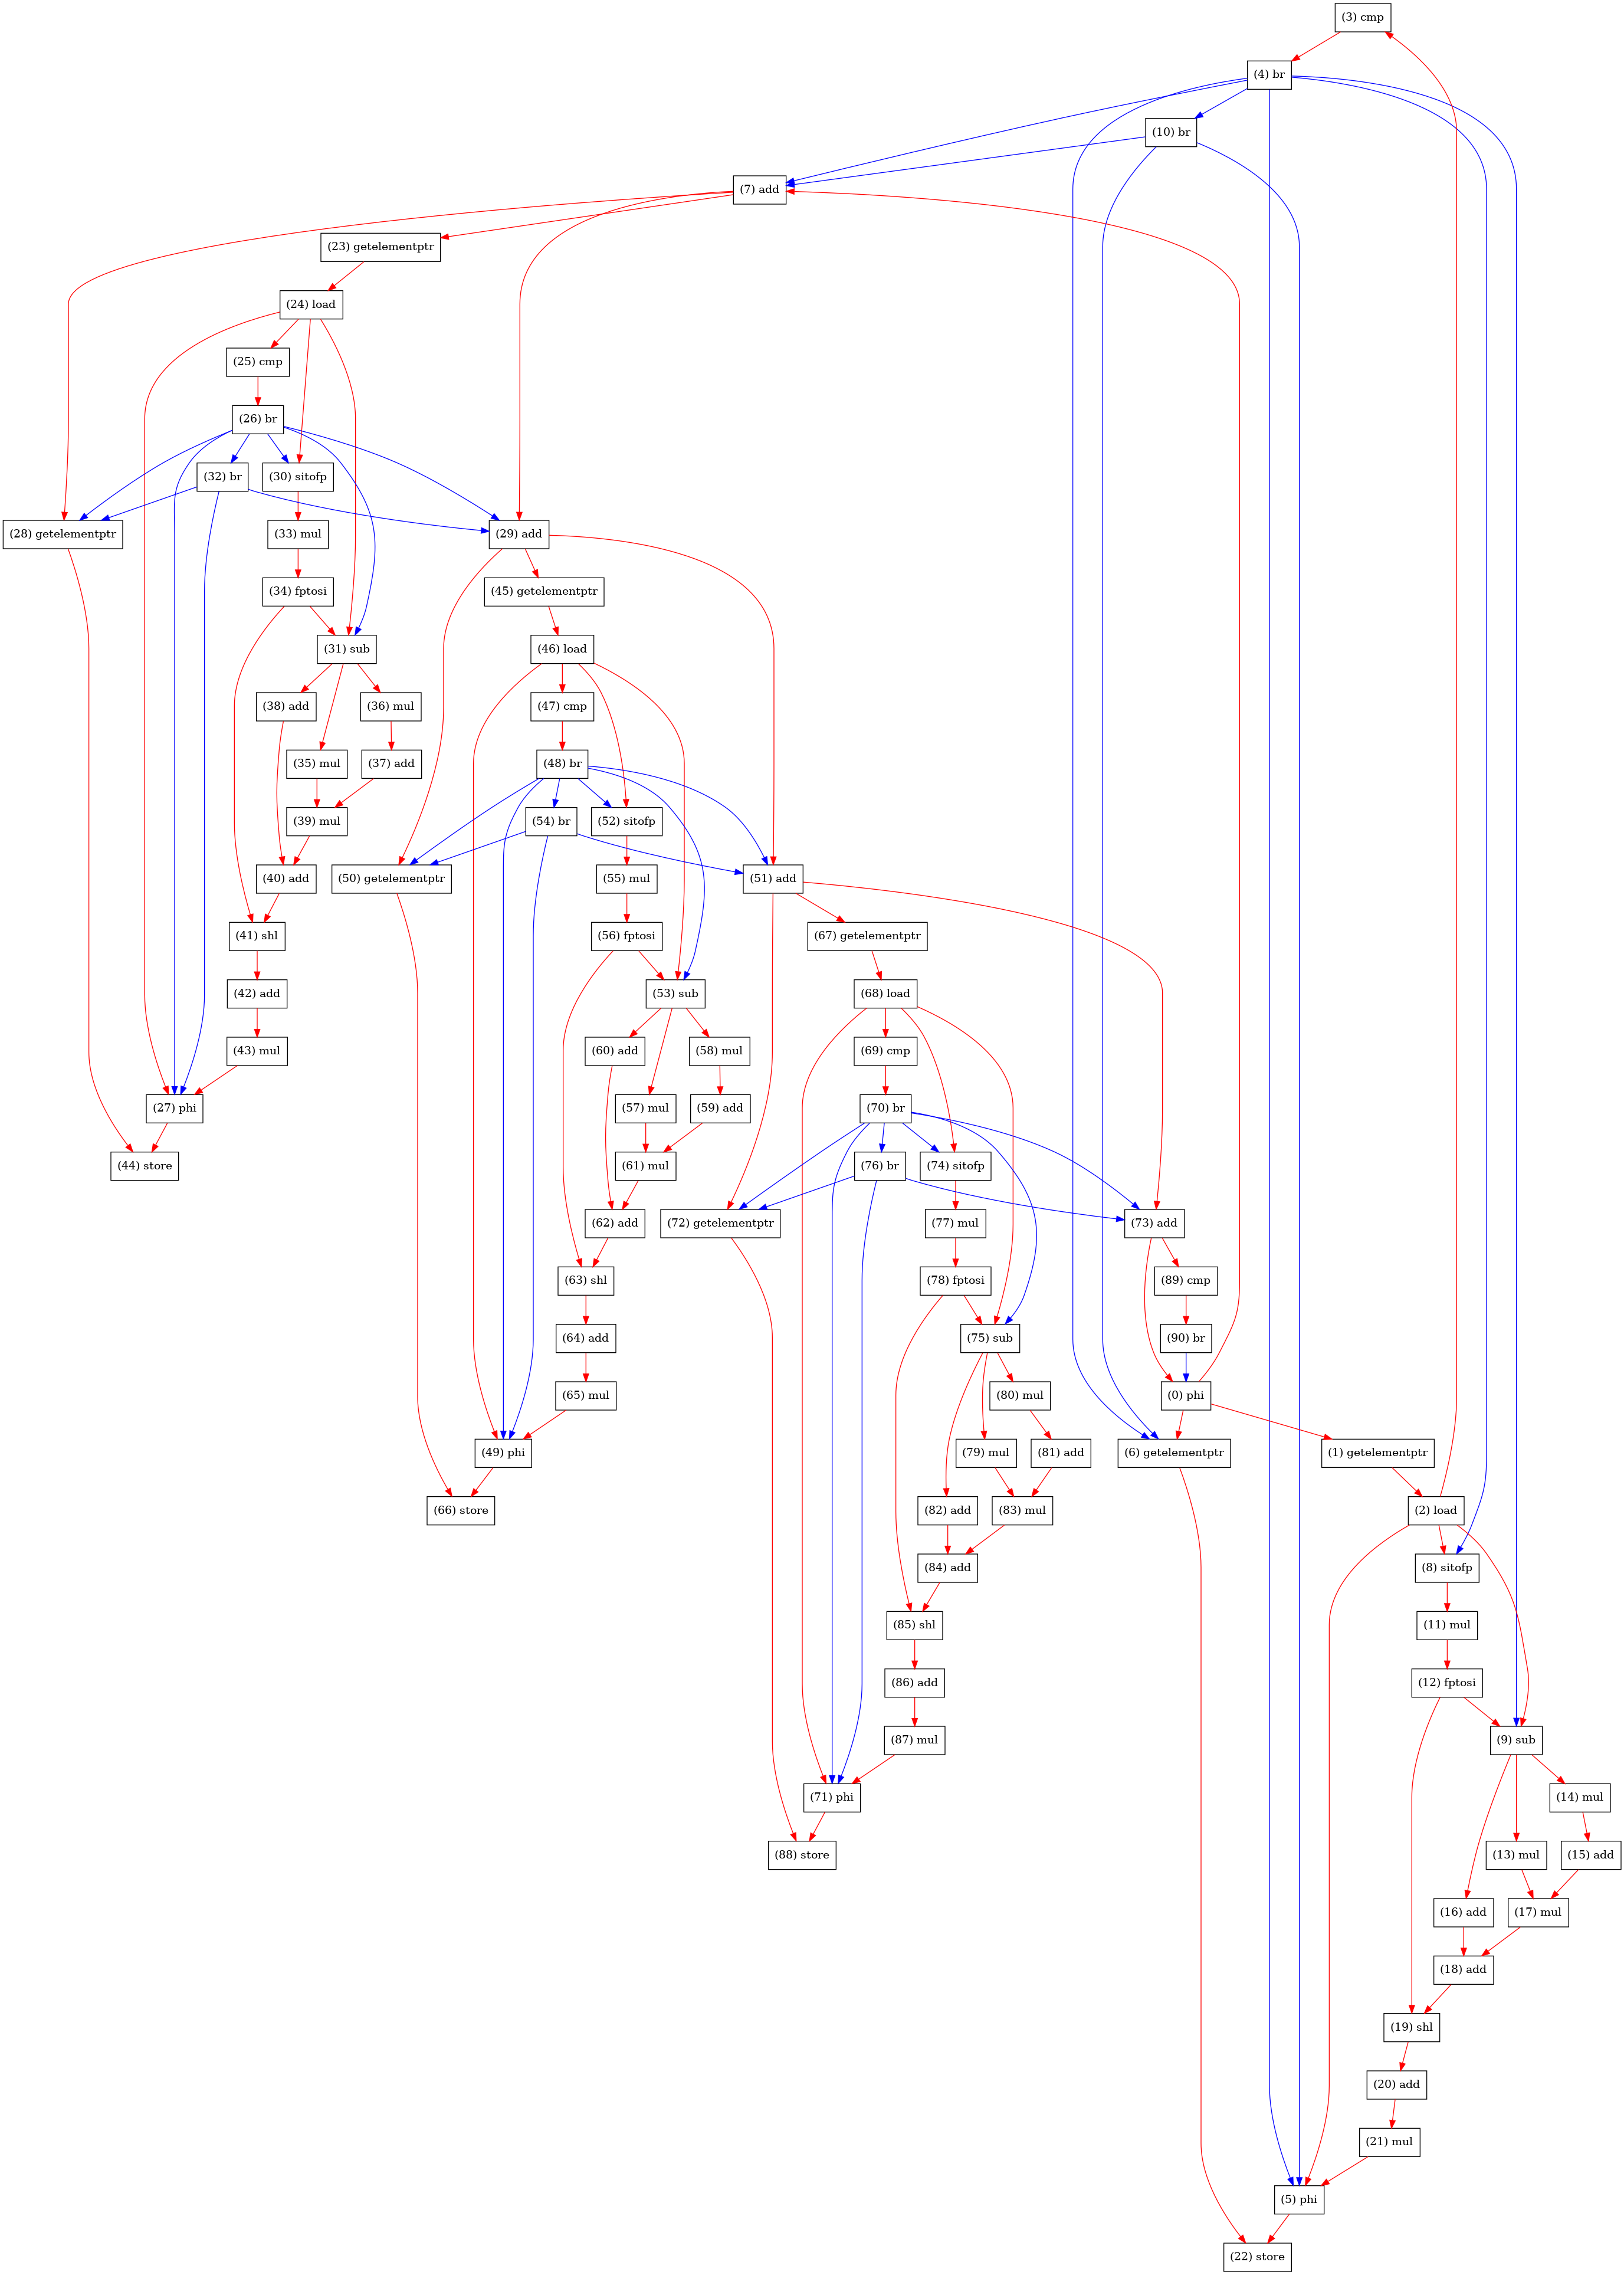 (3) cmp
(4) br
(10) br
(7) add
(23) getelementptr
(24) load
(25) cmp
(26) br
(32) br
(30) sitofp
(28) getelementptr
(33) mul
(29) add
(34) fptosi
(45) getelementptr
(31) sub
(46) load
(38) add
(36) mul
(47) cmp
(35) mul
(37) add
(48) br
(39) mul
(54) br
(52) sitofp
(40) add
(50) getelementptr
(55) mul
(51) add
(41) shl
(56) fptosi
(67) getelementptr
(42) add
(53) sub
(68) load
(43) mul
(60) add
(58) mul
(69) cmp
(27) phi
(57) mul
(59) add
(70) br
(44) store
(61) mul
(76) br
(74) sitofp
(62) add
(72) getelementptr
(77) mul
(73) add
(63) shl
(78) fptosi
(89) cmp
(64) add
(75) sub
(90) br
(65) mul
(80) mul
(0) phi
(49) phi
(79) mul
(81) add
(6) getelementptr
(1) getelementptr
(66) store
(82) add
(83) mul
(2) load
(84) add
(8) sitofp
(85) shl
(11) mul
(86) add
(12) fptosi
(87) mul
(9) sub
(71) phi
(14) mul
(88) store
(13) mul
(15) add
(16) add
(17) mul
(18) add
(19) shl
(20) add
(21) mul
(5) phi
(22) store